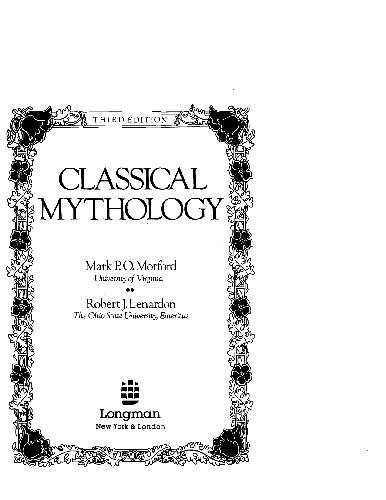 THIRD EDITION
CLASSICAL
MYTHOLOGY
Mark P.O. Morford
University of Virginia
Robert J. Lenardon
The Ohio State University, Emeritus
Longman
New York & London